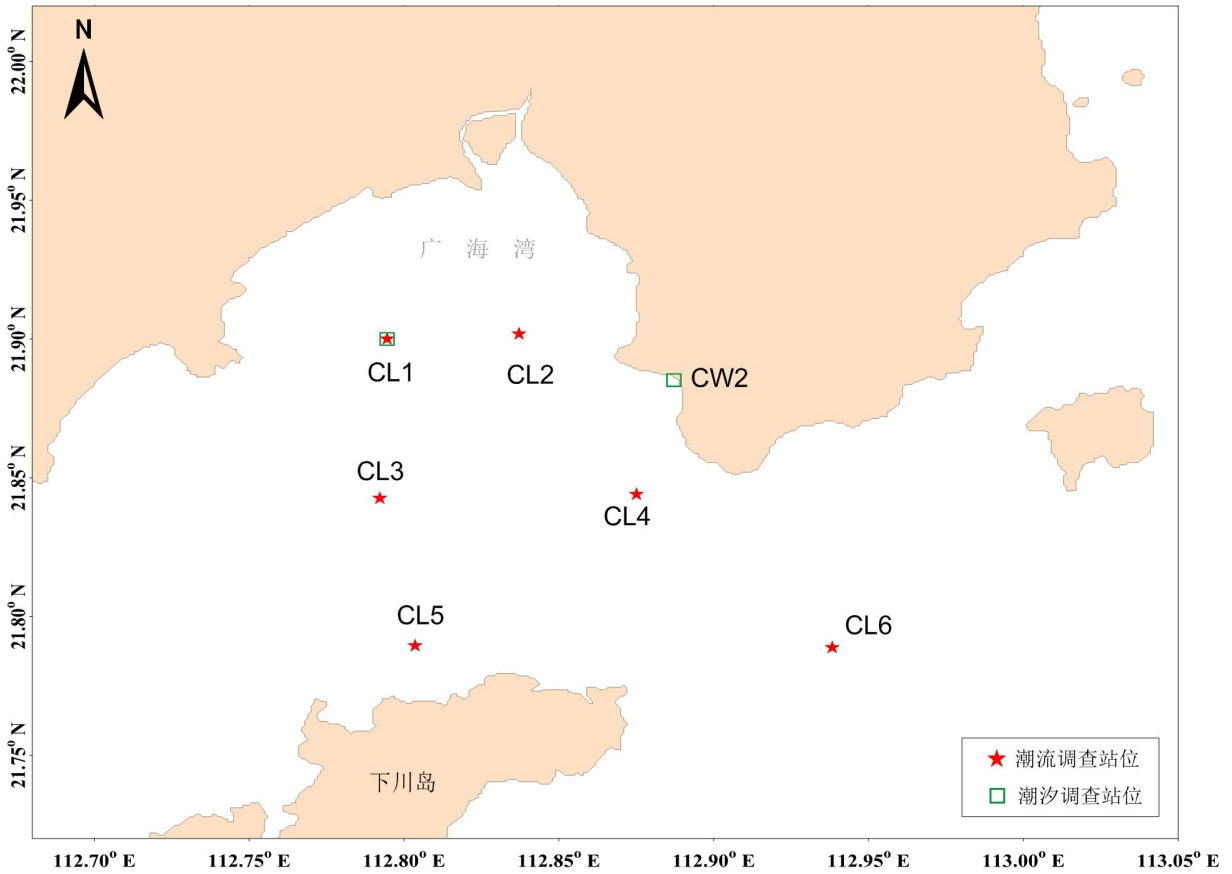 N
22.00° N
21.95° N
21.90° N
21.85° N
21.80° N
21.75° N
广 海 湾
CL1
CL2
CW2
CL3
CL4
CL5
CL6
下川岛
潮流调查站位
潮汐调查站位
112.70° E
112.75° E
112.80° E
112.85° E
112.90° E
112.95° E
113.00° E
113.05° E